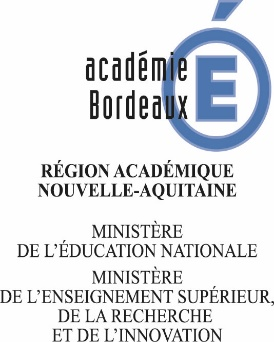 académie
Bordeaux
É
RÉGION ACADÉMIQUE
NOUVELLE-AQUITAINE
MINISTÈRE
DE L'ÉDUCATION NATIONALE
MINISTÈRE
DE L'ENSEIGNEMENT SUPÉRIEUR,
DE LA RECHERCHE
ET DE L'INNOVATION